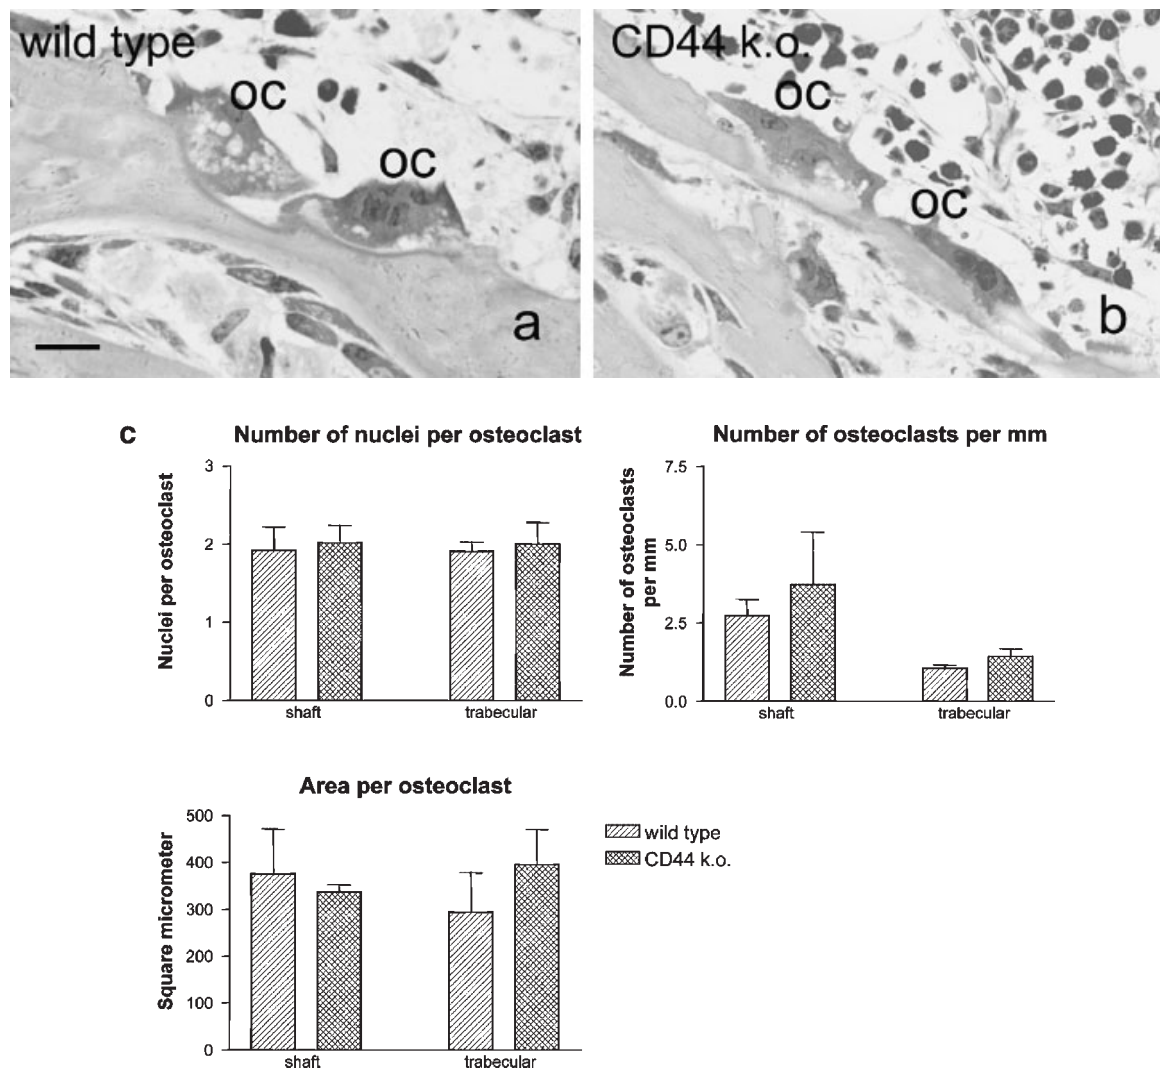 wild type
oc
oc
a
CD44 k.o.
oc
oc
b
c
Number of nuclei per osteoclast
Nuclei per osteoclast
3
2
1
0
shaft
trabecular
Number of osteoclasts per mm
Number of osteoclasts
per mm
7.5
5.0
2.5
0.0
shaft
trabecular
Area per osteoclast
Square micrometer
500
400
300
200
100
0
shaft
trabecular
wild type
CD44 k.o.